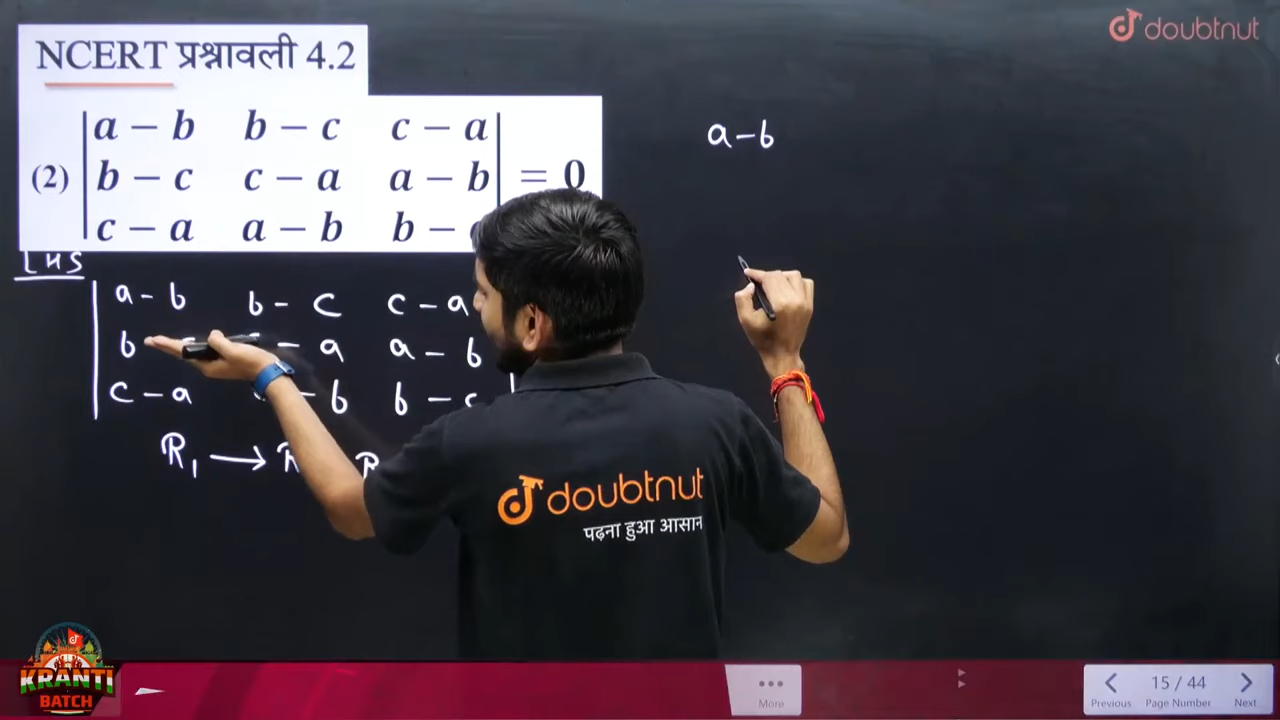 NCERT प्रश्नावली 4.2
doubtnut
(2) | a − b b − c c − a |
| b − c c − a a − b | = 0
| c − a a − b b −
a − b
LHS
a − b b − c c − a
b − a a − b
c − a − b b − c
R₁ → R
doubtnut
पढ़ना हुआ आसान
KRANTI
BATCH
More
15 / 44
Previous Page Number Next